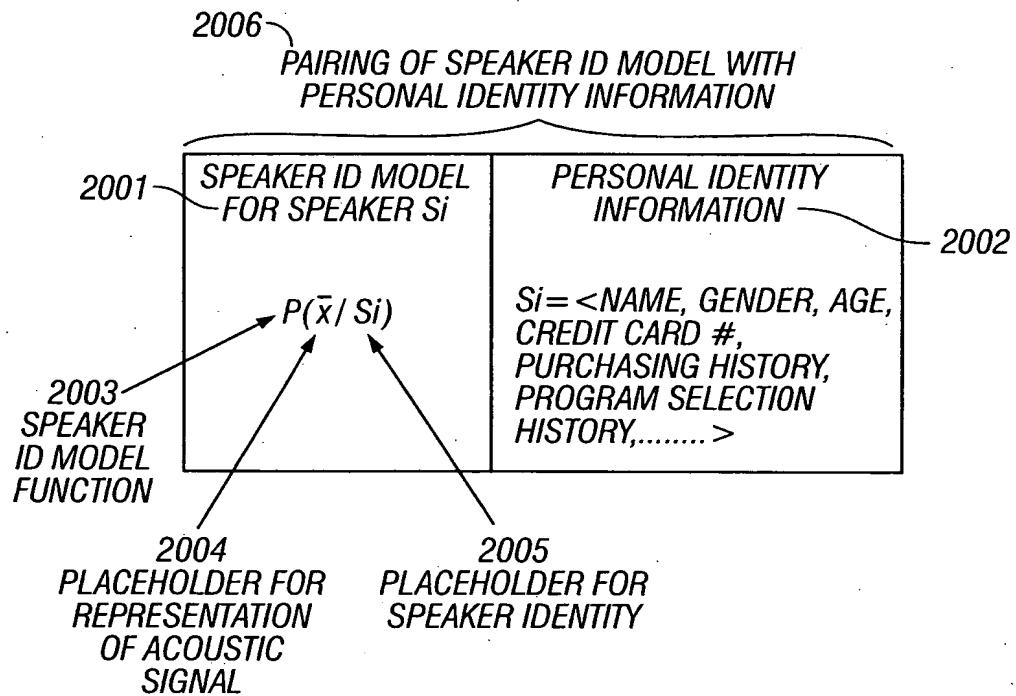 2006
PAIRING OF SPEAKER ID MODEL WITH
PERSONAL IDENTITY INFORMATION
2001
SPEAKER ID MODEL
FOR SPEAKER Si
PERSONAL IDENTITY
INFORMATION
2002
P(x̄/ Si)
Si= <NAME, GENDER, AGE,
CREDIT CARD #,
PURCHASING HISTORY,
PROGRAM SELECTION
HISTORY,........ >
2003
SPEAKER
ID MODEL
FUNCTION
2004
PLACEHOLDER FOR
REPRESENTATION
OF ACOUSTIC
SIGNAL
2005
PLACEHOLDER FOR
SPEAKER IDENTITY